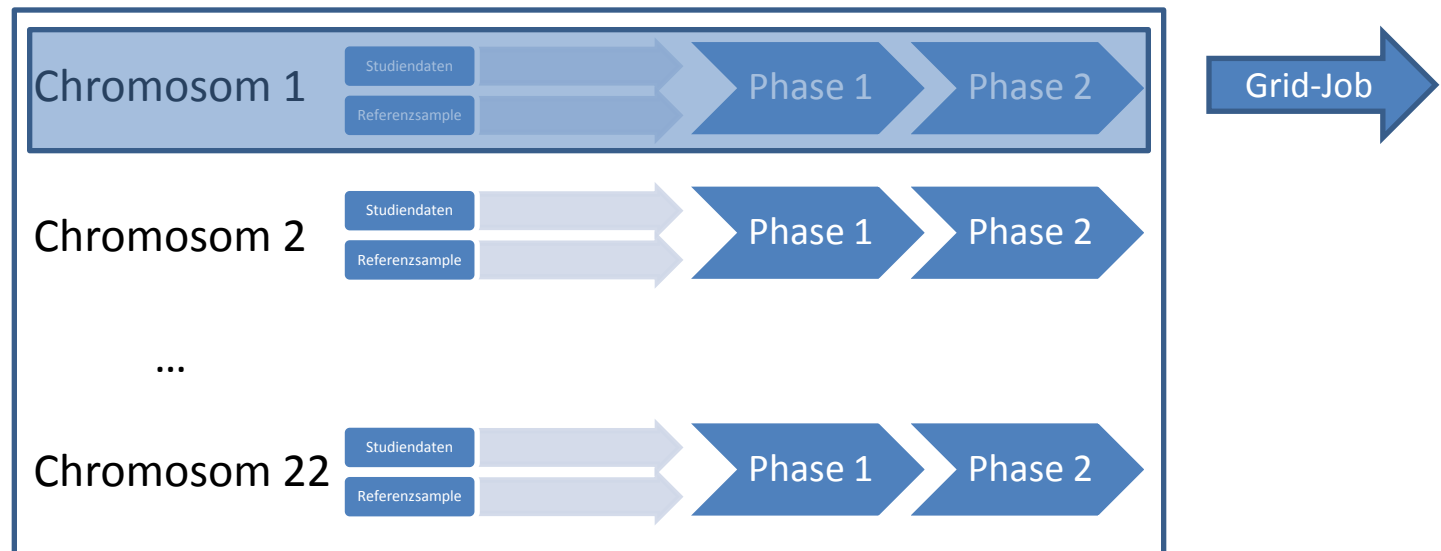 Chromosom 1
Studiendaten
Referenzsample
Phase 1
Phase 2
Grid-Job
Chromosom 2
Studiendaten
Referenzsample
Phase 1
Phase 2
...
Chromosom 22
Studiendaten
Referenzsample
Phase 1
Phase 2